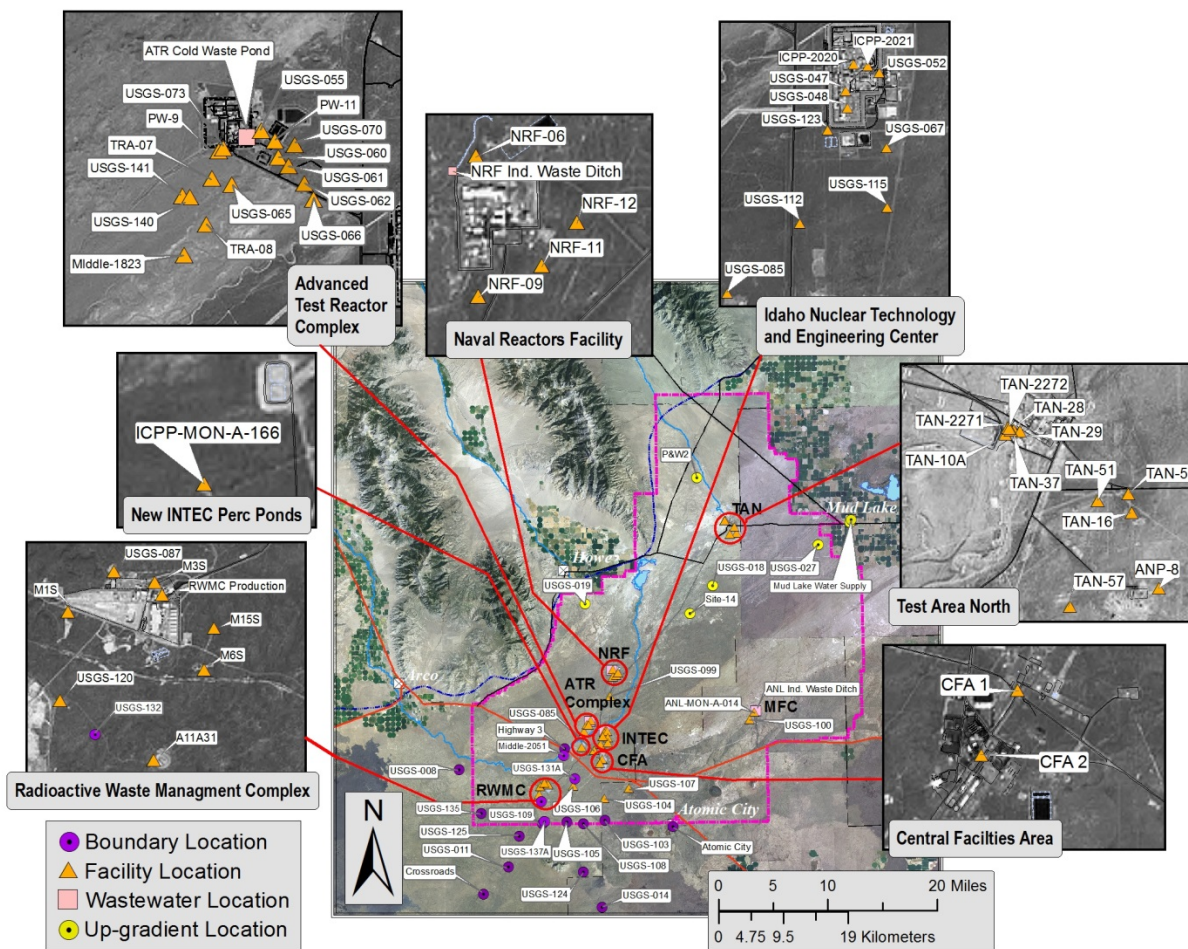 ATR Cold Waste Pond
USGS-055
USGS-073
PW-11
PW-9
USGS-070
TRA-07
USGS-060
USGS-141
USGS-061
USGS-062
USGS-140
USGS-065
USGS-066
TRA-08
MIddle-1823
Advanced
Test Reactor
Complex
NRF-06
NRF Ind. Waste Ditch
NRF-12
NRF-11
NRF-09
Naval Reactors Facility
ICPP-2021
ICPP-2020
USGS-052
USGS-047
USGS-048
USGS-123
USGS-067
USGS-115
USGS-112
USGS-085
Idaho Nuclear Technology
and Engineering Center
ICPP-MON-A-166
New INTEC Perc Ponds
TAN-2272
TAN-28
TAN-2271
TAN-29
TAN-10A
TAN-37
TAN-51
TAN-5
TAN-16
TAN-57
ANP-8
Test Area North
USGS-087
M3S
RWMC Production
M1S
M15S
M6S
USGS-120
USGS-132
A11A31
Radioactive Waste Managment Complex
CFA 1
CFA 2
Central Facilties Area
P&W2
TAN
Mud Lake
Howe
USGS-018
USGS-027
Mud Lake Water Supply
USGS-019
Site-14
NRF
USGS-099
Arco
ATR
Complex
ANL Ind. Waste Ditch
ANL-MON-A-014
MFC
USGS-085
USGS-100
Highway 3
INTEC
Middle-2051
CFA
USGS-008
USGS-131A
RWMC
USGS-107
USGS-106
USGS-104
USGS-135
USGS-109
Atomic City
USGS-125
USGS-103
Atomic City
USGS-011
USGS-137A
USGS-105
USGS-108
Crossroads
USGS-124
USGS-014
N
Boundary Location
Facility Location
Wastewater Location
Up-gradient Location
0 5 10 20 Miles
0 4.75 9.5 19 Kilometers